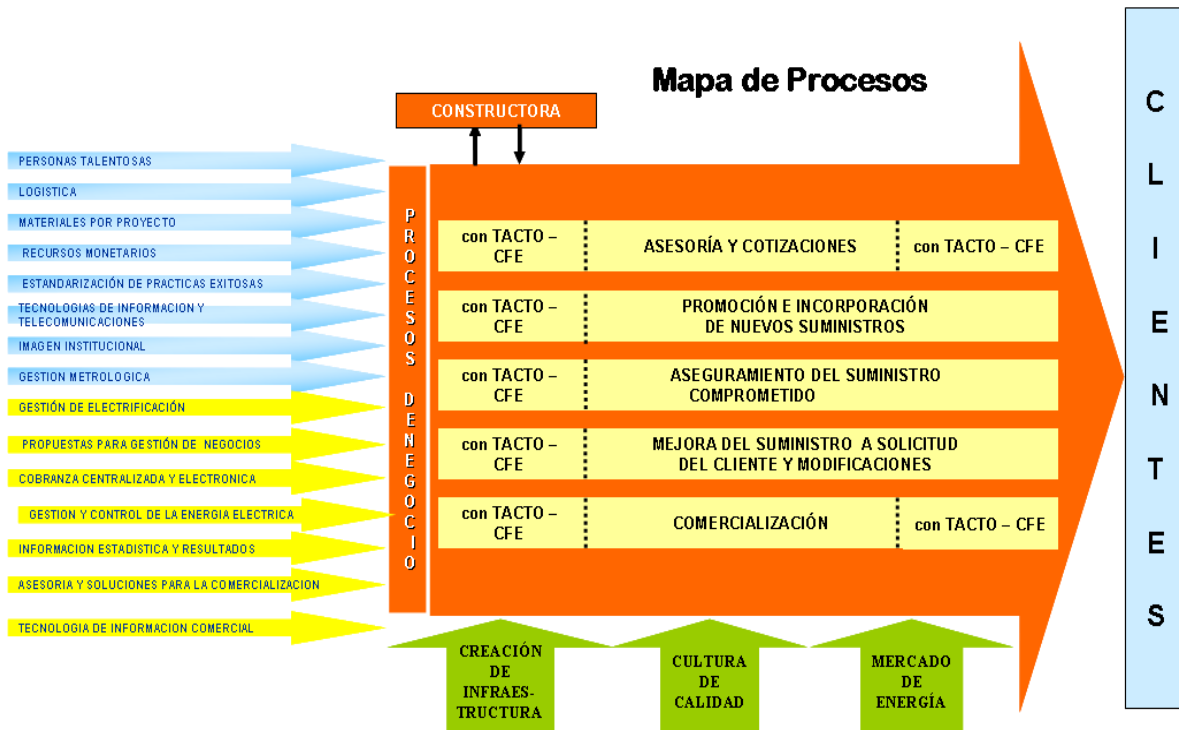 Mapa de Procesos
CONSTRUCTORA
PERSONAS TALENTOSAS
LOGISTICA
MATERIALES POR PROYECTO
RECURSOS MONETARIOS
ESTANDARIZACIÓN DE PRACTICAS EXITOSAS
TECNOLOGIAS DE INFORMACION Y
TELECOMUNICACIONES
IMAGEN INSTITUCIONAL
GESTION METROLOGICA
GESTIÓN DE ELECTRIFICACIÓN
PROPUESTAS PARA GESTIÓN DE NEGOCIOS
COBRANZA CENTRALIZADA Y ELECTRONICA
GESTION Y CONTROL DE LA ENERGIA ELECTRICA
INFORMACION ESTADISTICA Y RESULTADOS
ASESORIA Y SOLUCIONES PARA LA COMERCIALIZACION
TECNOLOGIA DE INFORMACION COMERCIAL
PROCESOS DE NEGOCIO
con TACTO –
CFE
ASESORÍA Y COTIZACIONES
con TACTO – CFE
con TACTO –
CFE
PROMOCIÓN E INCORPORACIÓN
DE NUEVOS SUMINISTROS
con TACTO –
CFE
ASEGURAMIENTO DEL SUMINISTRO
COMPROMETIDO
con TACTO –
CFE
MEJORA DEL SUMINISTRO A SOLICITUD
DEL CLIENTE Y MODIFICACIONES
con TACTO –
CFE
COMERCIALIZACIÓN
con TACTO – CFE
CREACIÓN
DE
INFRAES-
TRUCTURA
CULTURA
DE
CALIDAD
MERCADO
DE
ENERGÍA
CLIENTES